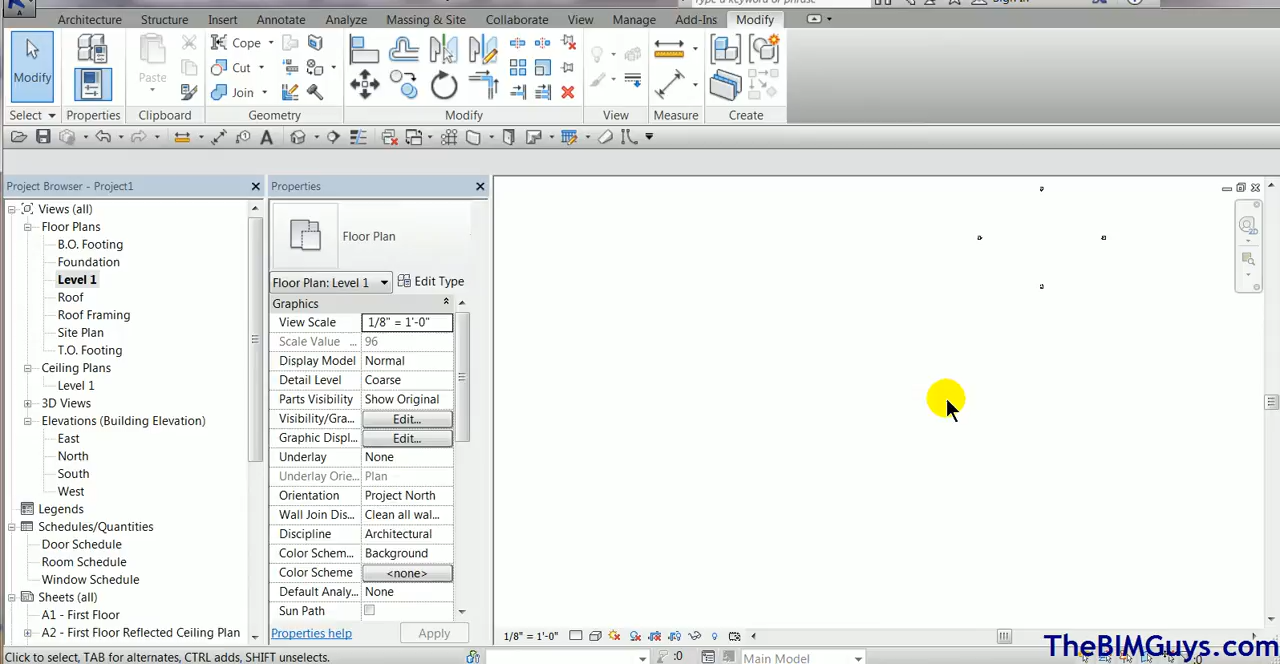 Type a keyword or phrase
Sign In
Architecture Structure Insert Annotate Analyze Massing & Site Collaborate View Manage Add-Ins Modify
Modify Paste Cope
Cut
Join
Select Properties Clipboard Geometry Modify View Measure Create
Project Browser - Project1
Views (all)
Floor Plans
B.O. Footing
Foundation
Level 1
Roof
Roof Framing
Site Plan
T.O. Footing
Ceiling Plans
Level 1
3D Views
Elevations (Building Elevation)
East
North
South
West
Legends
Schedules/Quantities
Door Schedule
Room Schedule
Window Schedule
Sheets (all)
A1 - First Floor
A2 - First Floor Reflected Ceiling Plan
Properties
Floor Plan
Floor Plan: Level 1 Edit Type
Graphics
View Scale 1/8" = 1'-0"
Scale Value ... 96
Display Model Normal
Detail Level Coarse
Parts Visibility Show Original
Visibility/Gra... Edit...
Graphic Displ... Edit...
Underlay None
Underlay Orie... Plan
Orientation Project North
Wall Join Dis... Clean all wal...
Discipline Architectural
Color Schem... Background
Color Scheme <none>
Default Analy... None
Sun Path
Properties help Apply
1/8" = 1'-0"
Click to select, TAB for alternates, CTRL adds, SHIFT unselects. :0 Main Model
TheBIMGuys.com